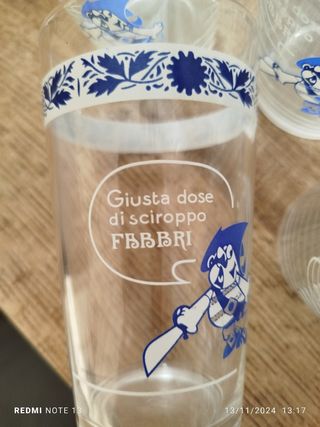 Giusta dose
di sciroppo
FABBRI
REDMI NOTE 13
13/11/2024 13:17